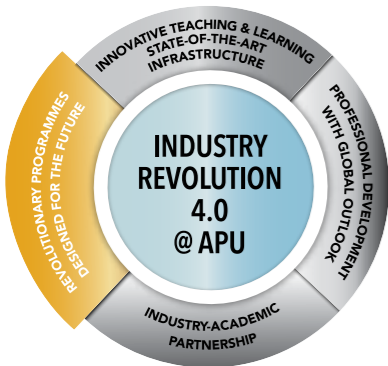 INNOVATIVE TEACHING & LEARNING
STATE-OF-THE-ART
INFRASTRUCTURE
PROFESSIONAL DEVELOPMENT
WITH GLOBAL OUTLOOK
INDUSTRY-ACADEMIC
PARTNERSHIP
REVOLUTIONARY PROGRAMMES
DESIGNED FOR THE FUTURE
INDUSTRY
REVOLUTION
4.0
@ APU